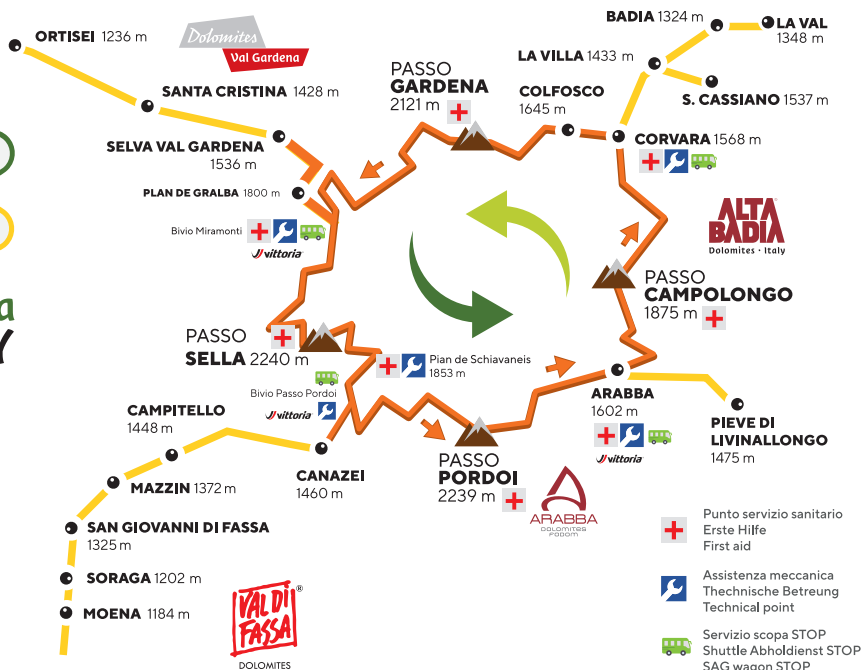 ORTISEI 1236 m
Dolomites
Val Gardena
SANTA CRISTINA 1428 m
SELVA VAL GARDENA
1536 m
PLAN DE GRALBA 1800 m
Bivio Miramonti
vittoria
PASSO
GARDENA
2121 m
COLFOSCO
1645 m
BADIA 1324 m
LA VAL
1348 m
LA VILLA 1433 m
S. CASSIANO 1537 m
CORVARA 1568 m
ALTA
BADIA
Dolomites • Italy
PASSO
CAMPOLONGO
1875 m
PASSO
SELLA 2240 m
Pian de Schiavaneis
1853 m
Bivio Passo Pordoi
vittoria
ARABBA
1602 m
vittoria
PIEVE DI
LIVINALLONGO
1475 m
CAMPITELLO
1448 m
CANAZEI
1460 m
PASSO
PORDOI
2239 m
ARABBA
DOLOMITES
FODOM
MAZZIN 1372 m
SAN GIOVANNI DI FASSA
1325 m
SORAGA 1202 m
MOENA 1184 m
VAL DI
FASSA
®
DOLOMITES
Punto servizio sanitario
Erste Hilfe
First aid
Assistenza meccanica
Thechnische Betreung
Technical point
Servizio scopa STOP
Shuttle Abholdienst STOP
SAG wagon STOP